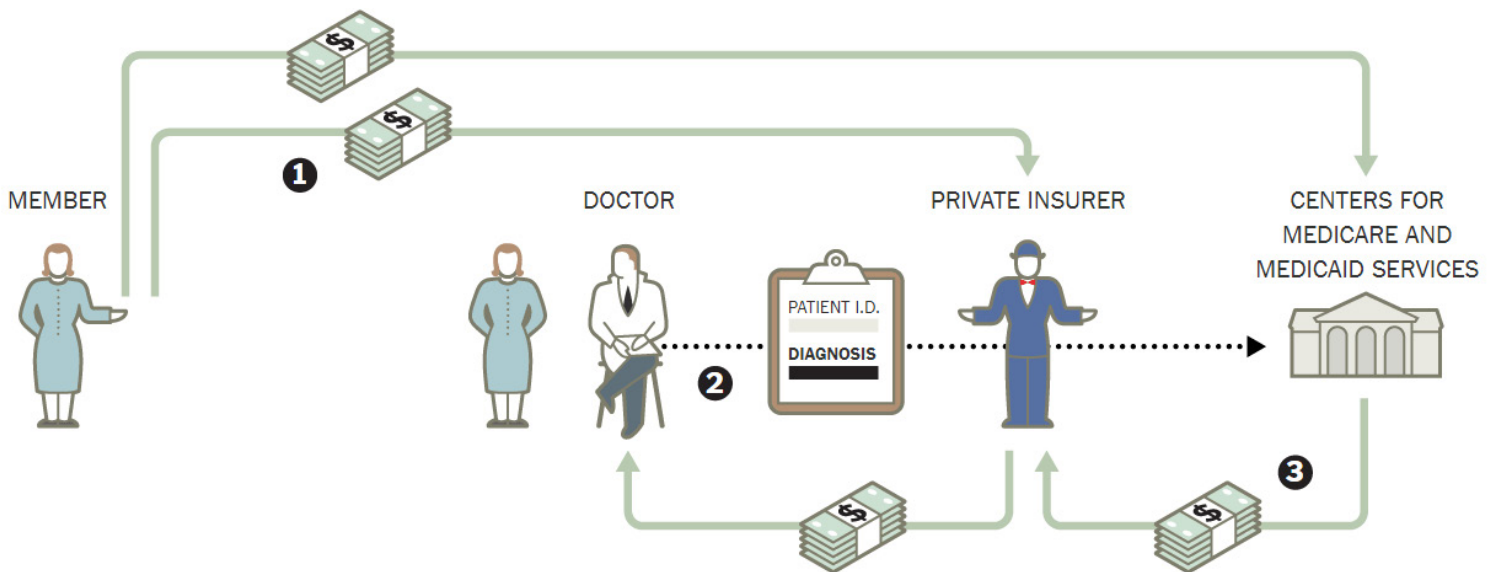 $
$
1
MEMBER
DOCTOR
PRIVATE INSURER
CENTERS FOR
MEDICARE AND
MEDICAID SERVICES
PATIENT I.D.
DIAGNOSIS
2
3
$
$